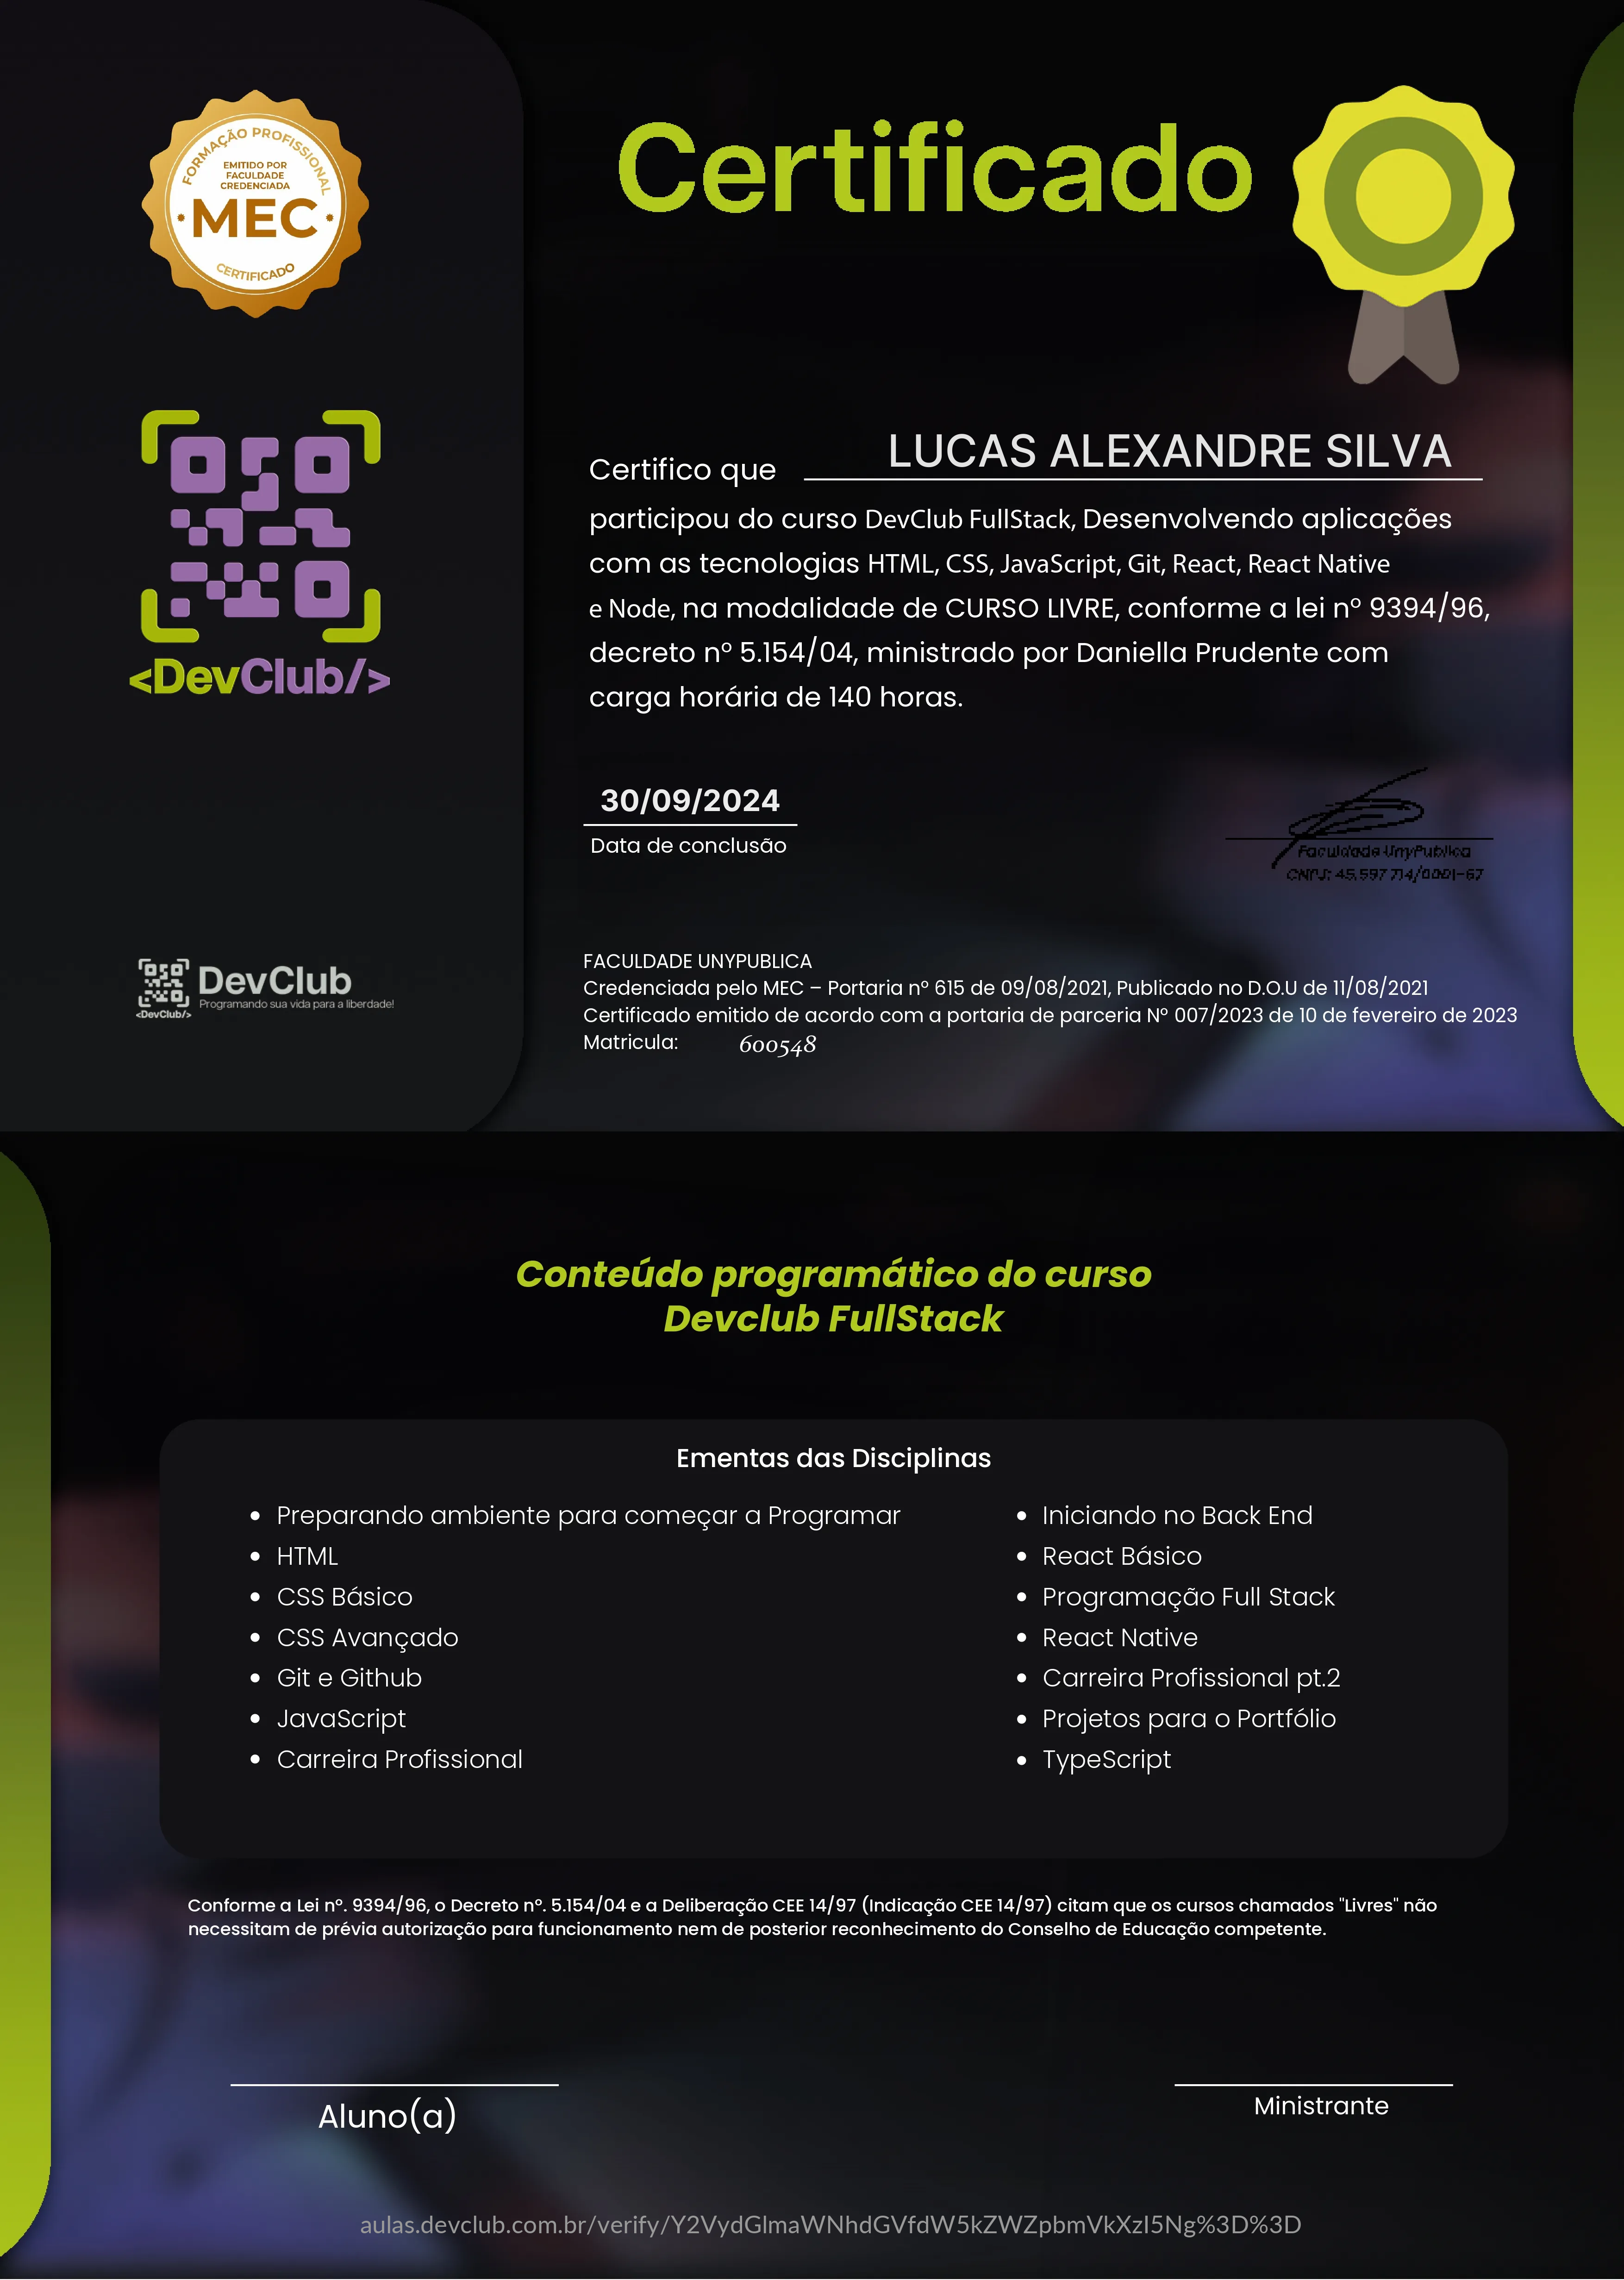 FORMAÇÃO PROFISSIONAL
EMITIDO POR
FACULDADE
CREDENCIADA
MEC
CERTIFICADO
<DevClub/>
DevClub
Programando sua vida para a liberdade!
<DevClub/>
Certificado
Certifico que LUCAS ALEXANDRE SILVA
participou do curso DevClub FullStack, Desenvolvendo aplicações
com as tecnologias HTML, CSS, JavaScript, Git, React, React Native
e Node, na modalidade de CURSO LIVRE, conforme a lei nº 9394/96,
decreto nº 5.154/04, ministrado por Daniella Prudente com
carga horária de 140 horas.
30/09/2024
Data de conclusão
Faculdade UnyPublica
CNPJ: 45.597.714/0001-67
FACULDADE UNYPUBLICA
Credenciada pelo MEC – Portaria nº 615 de 09/08/2021, Publicado no D.O.U de 11/08/2021
Certificado emitido de acordo com a portaria de parceria Nº 007/2023 de 10 de fevereiro de 2023
Matricula: 600548
Conteúdo programático do curso
Devclub FullStack
Ementas das Disciplinas
• Preparando ambiente para começar a Programar
• HTML
• CSS Básico
• CSS Avançado
• Git e Github
• JavaScript
• Carreira Profissional
• Iniciando no Back End
• React Básico
• Programação Full Stack
• React Native
• Carreira Profissional pt.2
• Projetos para o Portfólio
• TypeScript
Conforme a Lei nº. 9394/96, o Decreto nº. 5.154/04 e a Deliberação CEE 14/97 (Indicação CEE 14/97) citam que os cursos chamados "Livres" não
necessitam de prévia autorização para funcionamento nem de posterior reconhecimento do Conselho de Educação competente.
Aluno(a)
Ministrante
aulas.devclub.com.br/verify/Y2VydGlmaWNhdGVfdW5kZWZpbmVkXzI5Ng%3D%3D